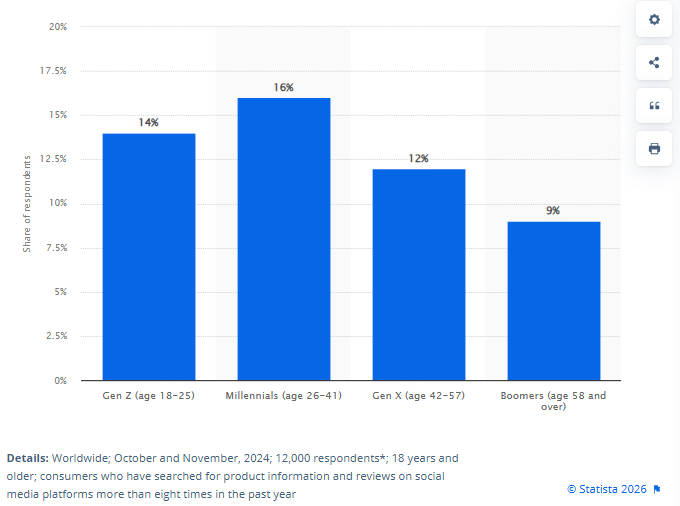 20%
17.5%
15%
12.5%
10%
7.5%
5%
2.5%
0%
Share of respondents
14%
16%
12%
9%
Gen Z (age 18–25)
Millennials (age 26–41)
Gen X (age 42–57)
Boomers (age 58 and
over)
Details: Worldwide; October and November, 2024; 12,000 respondents*; 18 years and
older; consumers who have searched for product information and reviews on social
media platforms more than eight times in the past year
© Statista 2026